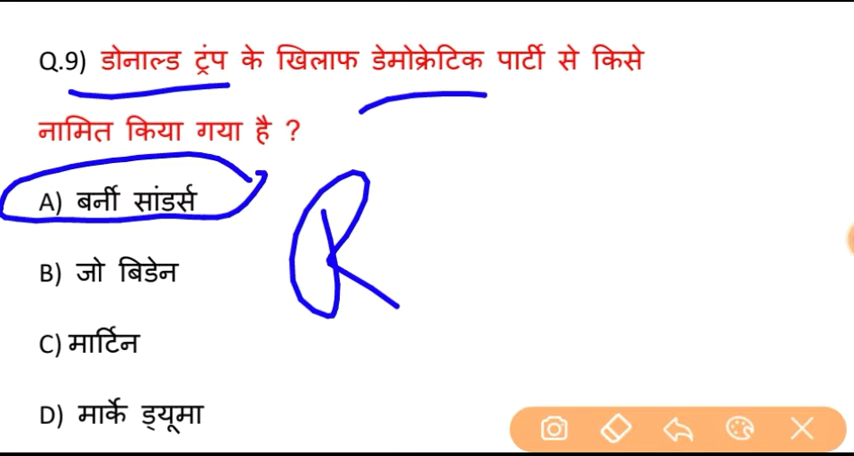 Q.9) डोनाल्ड ट्रंप के खिलाफ डेमोक्रेटिक पार्टी से किसे
नामित किया गया है ?
A) बर्नी सांडर्स
R
B) जो बिडेन
C) मार्टिन
D) मार्के ड्यूमा